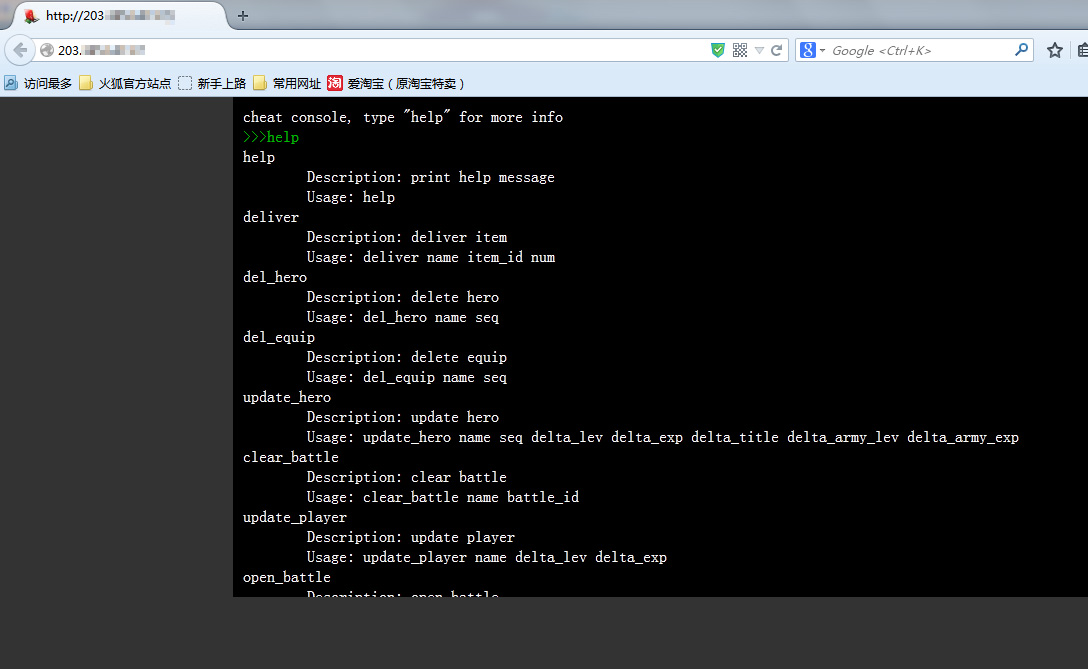 http://203
203.
Google <Ctrl+K>
访问最多 火狐官方站点 新手上路 常用网址 淘 爱淘宝（原淘宝特卖）
cheat console, type "help" for more info
>>>help
help
Description: print help message
Usage: help
deliver
Description: deliver item
Usage: deliver name item_id num
del_hero
Description: delete hero
Usage: del_hero name seq
del_equip
Description: delete equip
Usage: del_equip name seq
update_hero
Description: update hero
Usage: update_hero name seq delta_lev delta_exp delta_title delta_army_lev delta_army_exp
clear_battle
Description: clear battle
Usage: clear_battle name battle_id
update_player
Description: update player
Usage: update_player name delta_lev delta_exp
open_battle
Description: open battle